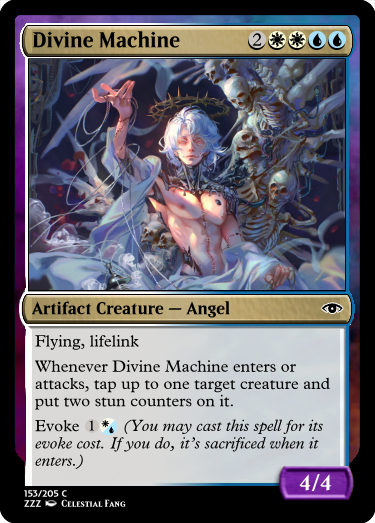 Divine Machine 2
Artifact Creature — Angel
Flying, lifelink
Whenever Divine Machine enters or
attacks, tap up to one target creature and
put two stun counters on it.
Evoke 1 (You may cast this spell for its
evoke cost. If you do, it's sacrificed when it
enters.)
4/4
153/205 C
ZZZ Celestial Fang